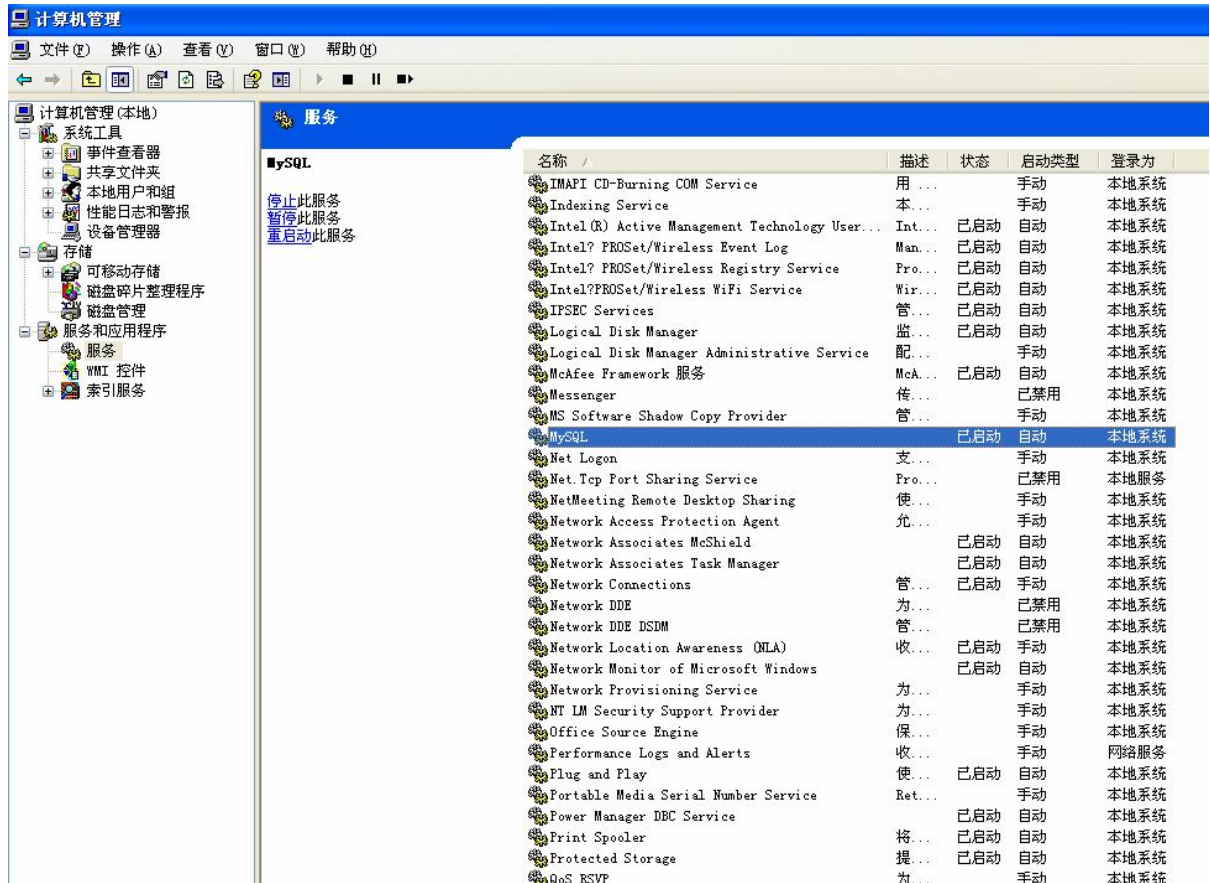 计算机管理
文件(F) 操作(A) 查看(V) 窗口(W) 帮助(H)
计算机管理(本地)
系统工具
事件查看器
共享文件夹
本地用户和组
性能日志和警报
设备管理器
存储
可移动存储
磁盘碎片整理程序
磁盘管理
服务和应用程序
服务
WMI 控件
索引服务
服务
MySQL
停止此服务
暂停此服务
重启动此服务
名称 描述 状态 启动类型 登录为
IMAPI CD-Burning COM Service 用 ... 手动 本地系统
Indexing Service 本... 手动 本地系统
Intel(R) Active Management Technology User... Int... 已启动 自动 本地系统
Intel? PROSet/Wireless Event Log Man... 已启动 自动 本地系统
Intel? PROSet/Wireless Registry Service Pro... 已启动 自动 本地系统
Intel?PROSet/Wireless WiFi Service Wir... 已启动 自动 本地系统
IPSEC Services 管... 已启动 自动 本地系统
Logical Disk Manager 监... 已启动 自动 本地系统
Logical Disk Manager Administrative Service 配... 手动 本地系统
McAfee Framework 服务 McA... 已启动 自动 本地系统
Messenger 传... 已禁用 本地系统
MS Software Shadow Copy Provider 管... 手动 本地系统
MySQL 已启动 自动 本地系统
Net Logon 支... 手动 本地系统
Net.Tcp Port Sharing Service Pro... 已禁用 本地服务
NetMeeting Remote Desktop Sharing 使... 手动 本地系统
Network Access Protection Agent 允... 手动 本地系统
Network Associates McShield 已启动 自动 本地系统
Network Associates Task Manager 已启动 自动 本地系统
Network Connections 管... 已启动 手动 本地系统
Network DDE 为... 已禁用 本地系统
Network DDE DSDM 管... 已禁用 本地系统
Network Location Awareness (NLA) 收... 已启动 手动 本地系统
Network Monitor of Microsoft Windows 已启动 自动 本地系统
Network Provisioning Service 为... 手动 本地系统
NT LM Security Support Provider 为... 手动 本地系统
Office Source Engine 保... 手动 本地系统
Performance Logs and Alerts 收... 手动 网络服务
Plug and Play 使... 已启动 自动 本地系统
Portable Media Serial Number Service Ret... 手动 本地系统
Power Manager DBC Service 已启动 自动 本地系统
Print Spooler 将... 已启动 自动 本地系统
Protected Storage 提... 已启动 自动 本地系统
QoS RSVP 为... 手动 本地系统